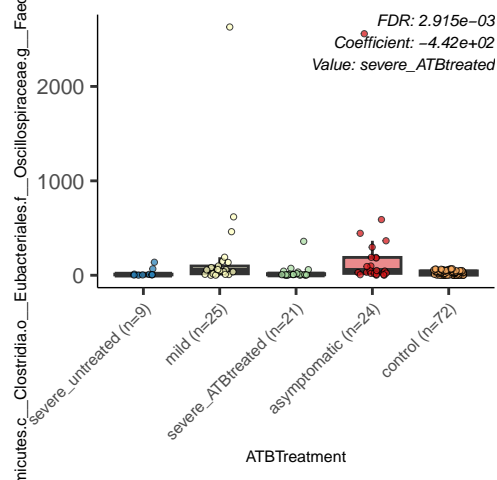 FDR: 2.915e−03
Coefficient: −4.42e+02
Value: severe_ATBtreated
micutes.c__Clostridia.o__Eubacteriales.f__Oscillospiraceae.g__Faec
2000
1000
0
severe_untreated (n=9)
mild (n=25)
severe_ATBtreated (n=21)
asymptomatic (n=24)
control (n=72)
ATBTreatment